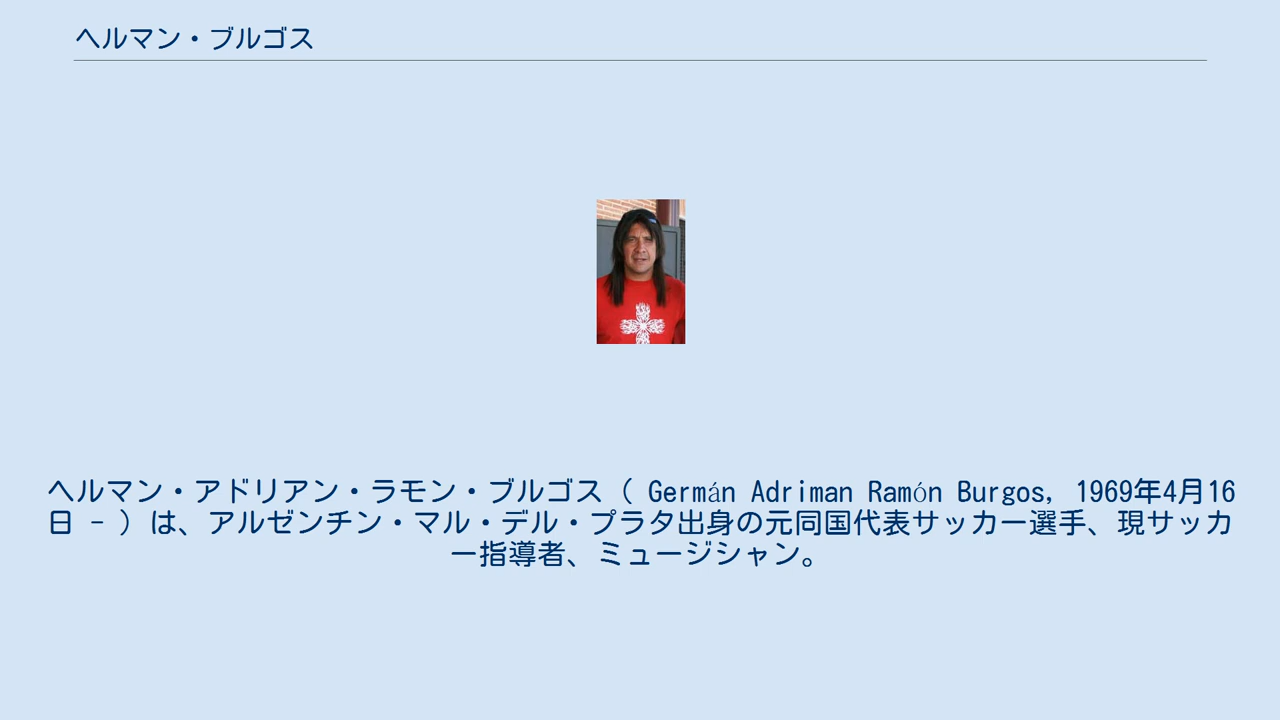 ヘルマン・ブルゴス
ヘルマン・アドリアン・ラモン・ブルゴス（ Germán Adriman Ramón Burgos, 1969年4月16
日 - ）は、アルゼンチン・マル・デル・プラタ出身の元同国代表サッカー選手、現サッカ
ー指導者、ミュージシャン。